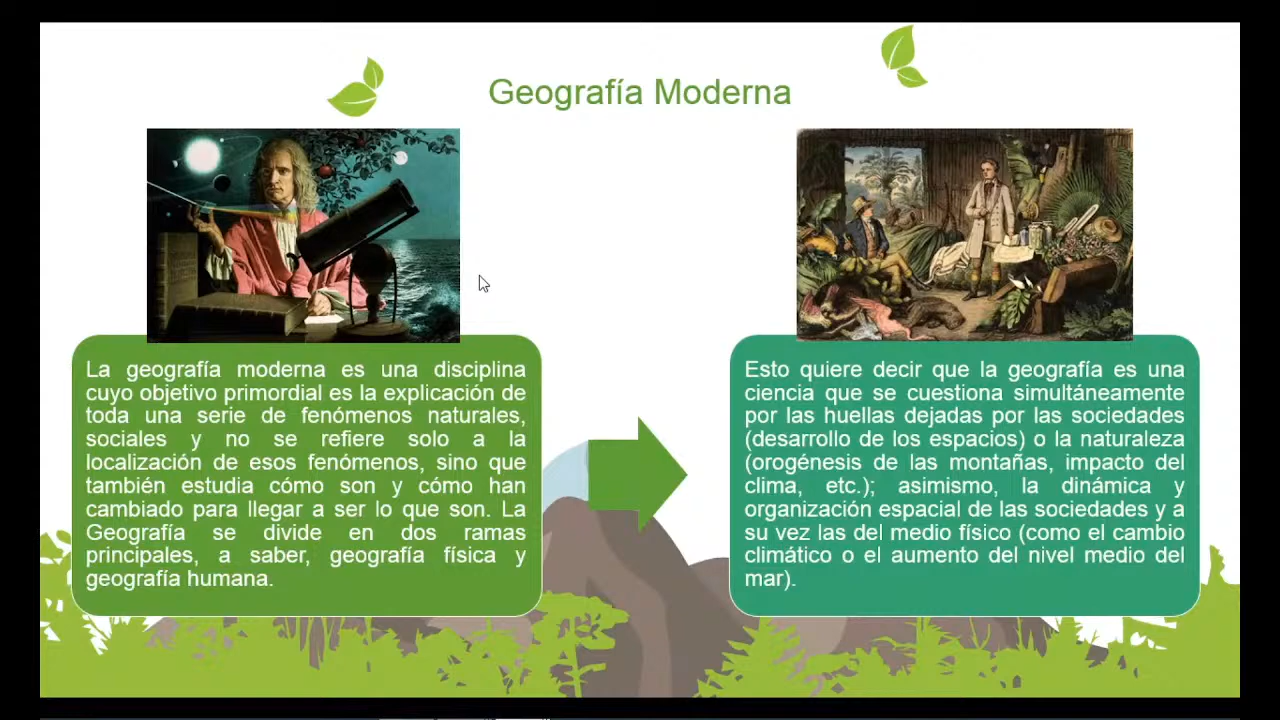 Geografía Moderna
La geografía moderna es una disciplina
cuyo objetivo primordial es la explicación de
toda una serie de fenómenos naturales,
sociales y no se refiere solo a la
localización de esos fenómenos, sino que
también estudia cómo son y cómo han
cambiado para llegar a ser lo que son. La
Geografía se divide en dos ramas
principales, a saber, geografía física y
geografía humana.
Esto quiere decir que la geografía es una
ciencia que se cuestiona simultáneamente
por las huellas dejadas por las sociedades
(desarrollo de los espacios) o la naturaleza
(orogénesis de las montañas, impacto del
clima, etc.); asimismo, la dinámica y
organización espacial de las sociedades y a
su vez las del medio físico (como el cambio
climático o el aumento del nivel medio del
mar).